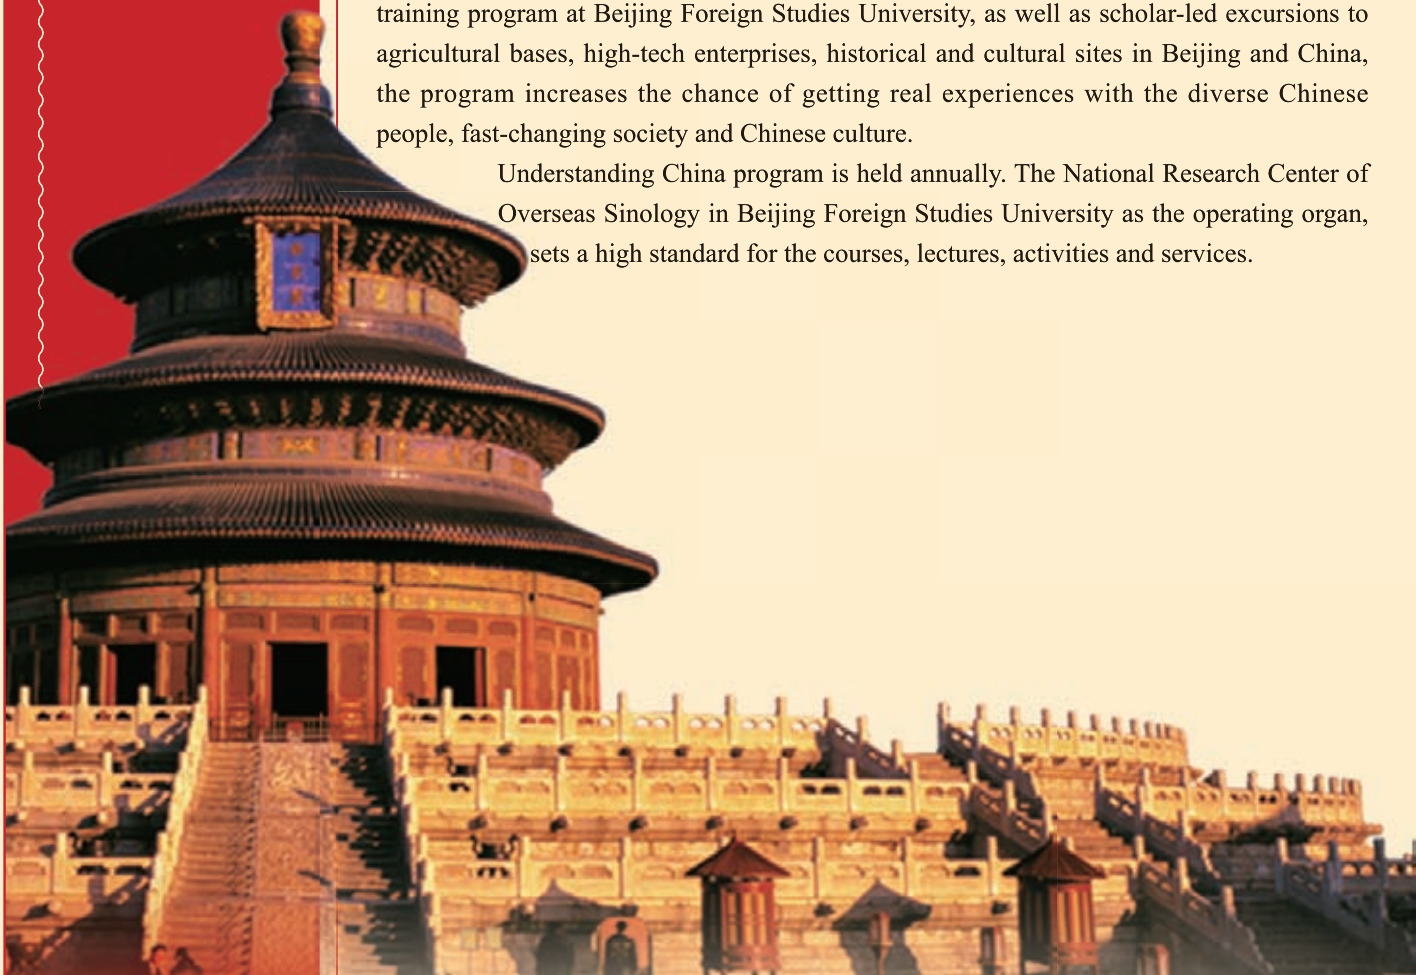 training program at Beijing Foreign Studies University, as well as scholar-led excursions to
agricultural bases, high-tech enterprises, historical and cultural sites in Beijing and China,
the program increases the chance of getting real experiences with the diverse Chinese
people, fast-changing society and Chinese culture.
Understanding China program is held annually. The National Research Center of
Overseas Sinology in Beijing Foreign Studies University as the operating organ,
sets a high standard for the courses, lectures, activities and services.